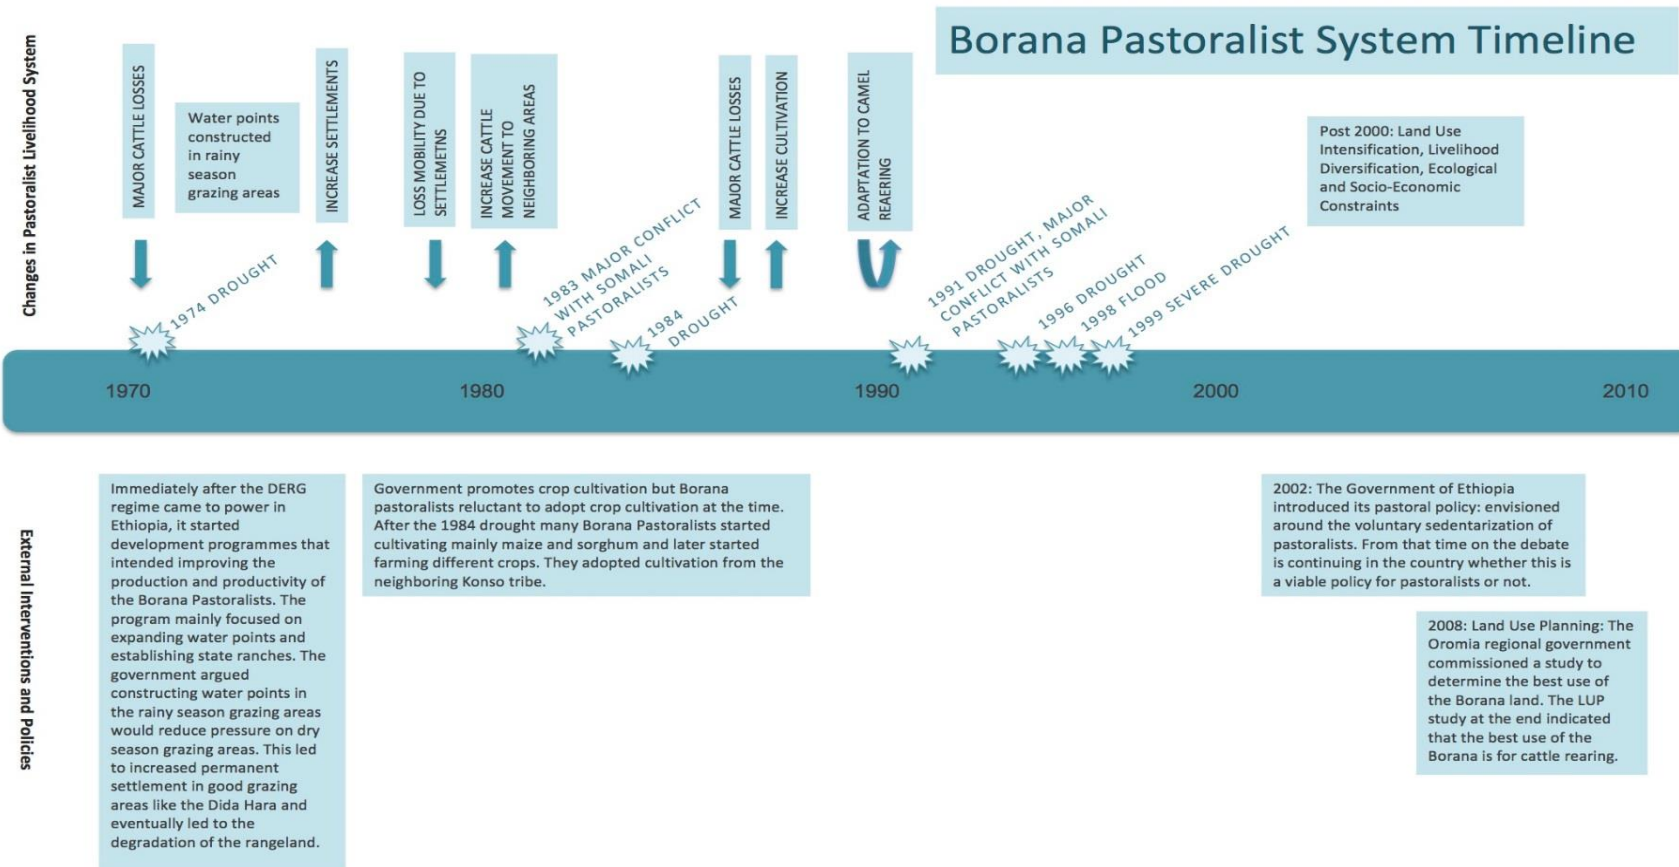 Borana Pastoralist System Timeline
Changes in Pastoralist Livelihood System
MAJOR CATTLE LOSSES
Water points
constructed
in rainy
season
grazing areas
INCREASE SETTLEMENTS
LOSS MOBILITY DUE TO
SETTLEMETNS
INCREASE CATTLE
MOVEMENT TO
NEIGHBORING AREAS
MAJOR CATTLE LOSSES
INCREASE CULTIVATION
ADAPTATION TO CAMEL
REAERING
Post 2000: Land Use
Intensification, Livelihood
Diversification, Ecological
and Socio-Economic
Constraints
1974 DROUGHT
1983 MAJOR CONFLICT
WITH SOMALI
PASTORALISTS
1984
DROUGHT
1991 DROUGHT, MAJOR
CONFLICT WITH SOMALI
PASTORALISTS
1996 DROUGHT
1998 FLOOD
1999 SEVERE DROUGHT
1970
1980
1990
2000
2010
External Interventions and Policies
Immediately after the DERG
regime came to power in
Ethiopia, it started
development programmes that
intended improving the
production and productivity of
the Borana Pastoralists. The
program mainly focused on
expanding water points and
establishing state ranches. The
government argued
constructing water points in
the rainy season grazing areas
would reduce pressure on dry
season grazing areas. This led
to increased permanent
settlement in good grazing
areas like the Dida Hara and
eventually led to the
degradation of the rangeland.
Government promotes crop cultivation but Borana
pastoralists reluctant to adopt crop cultivation at the time.
After the 1984 drought many Borana Pastoralists started
cultivating mainly maize and sorghum and later started
farming different crops. They adopted cultivation from the
neighboring Konso tribe.
2002: The Government of Ethiopia
introduced its pastoral policy: envisioned
around the voluntary sedentarization of
pastoralists. From that time on the debate
is continuing in the country whether this is
a viable policy for pastoralists or not.
2008: Land Use Planning: The
Oromia regional government
commissioned a study to
determine the best use of
the Borana land. The LUP
study at the end indicated
that the best use of the
Borana is for cattle rearing.